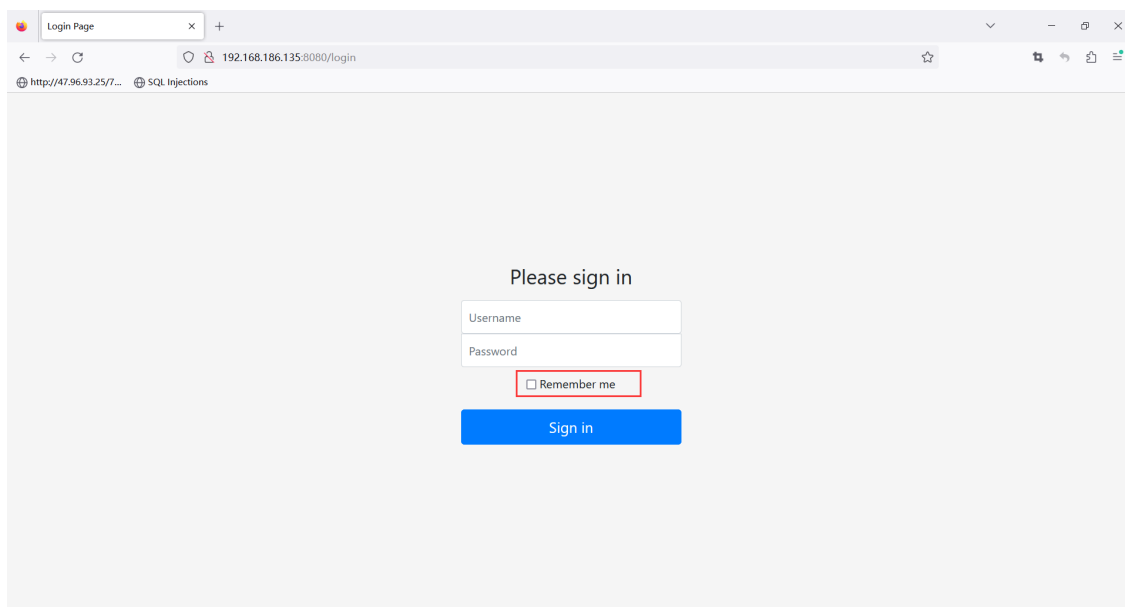 Login Page
192.168.186.135:8080/login
http://47.96.93.25/7... SQL Injections
Please sign in
Username
Password
Remember me
Sign in